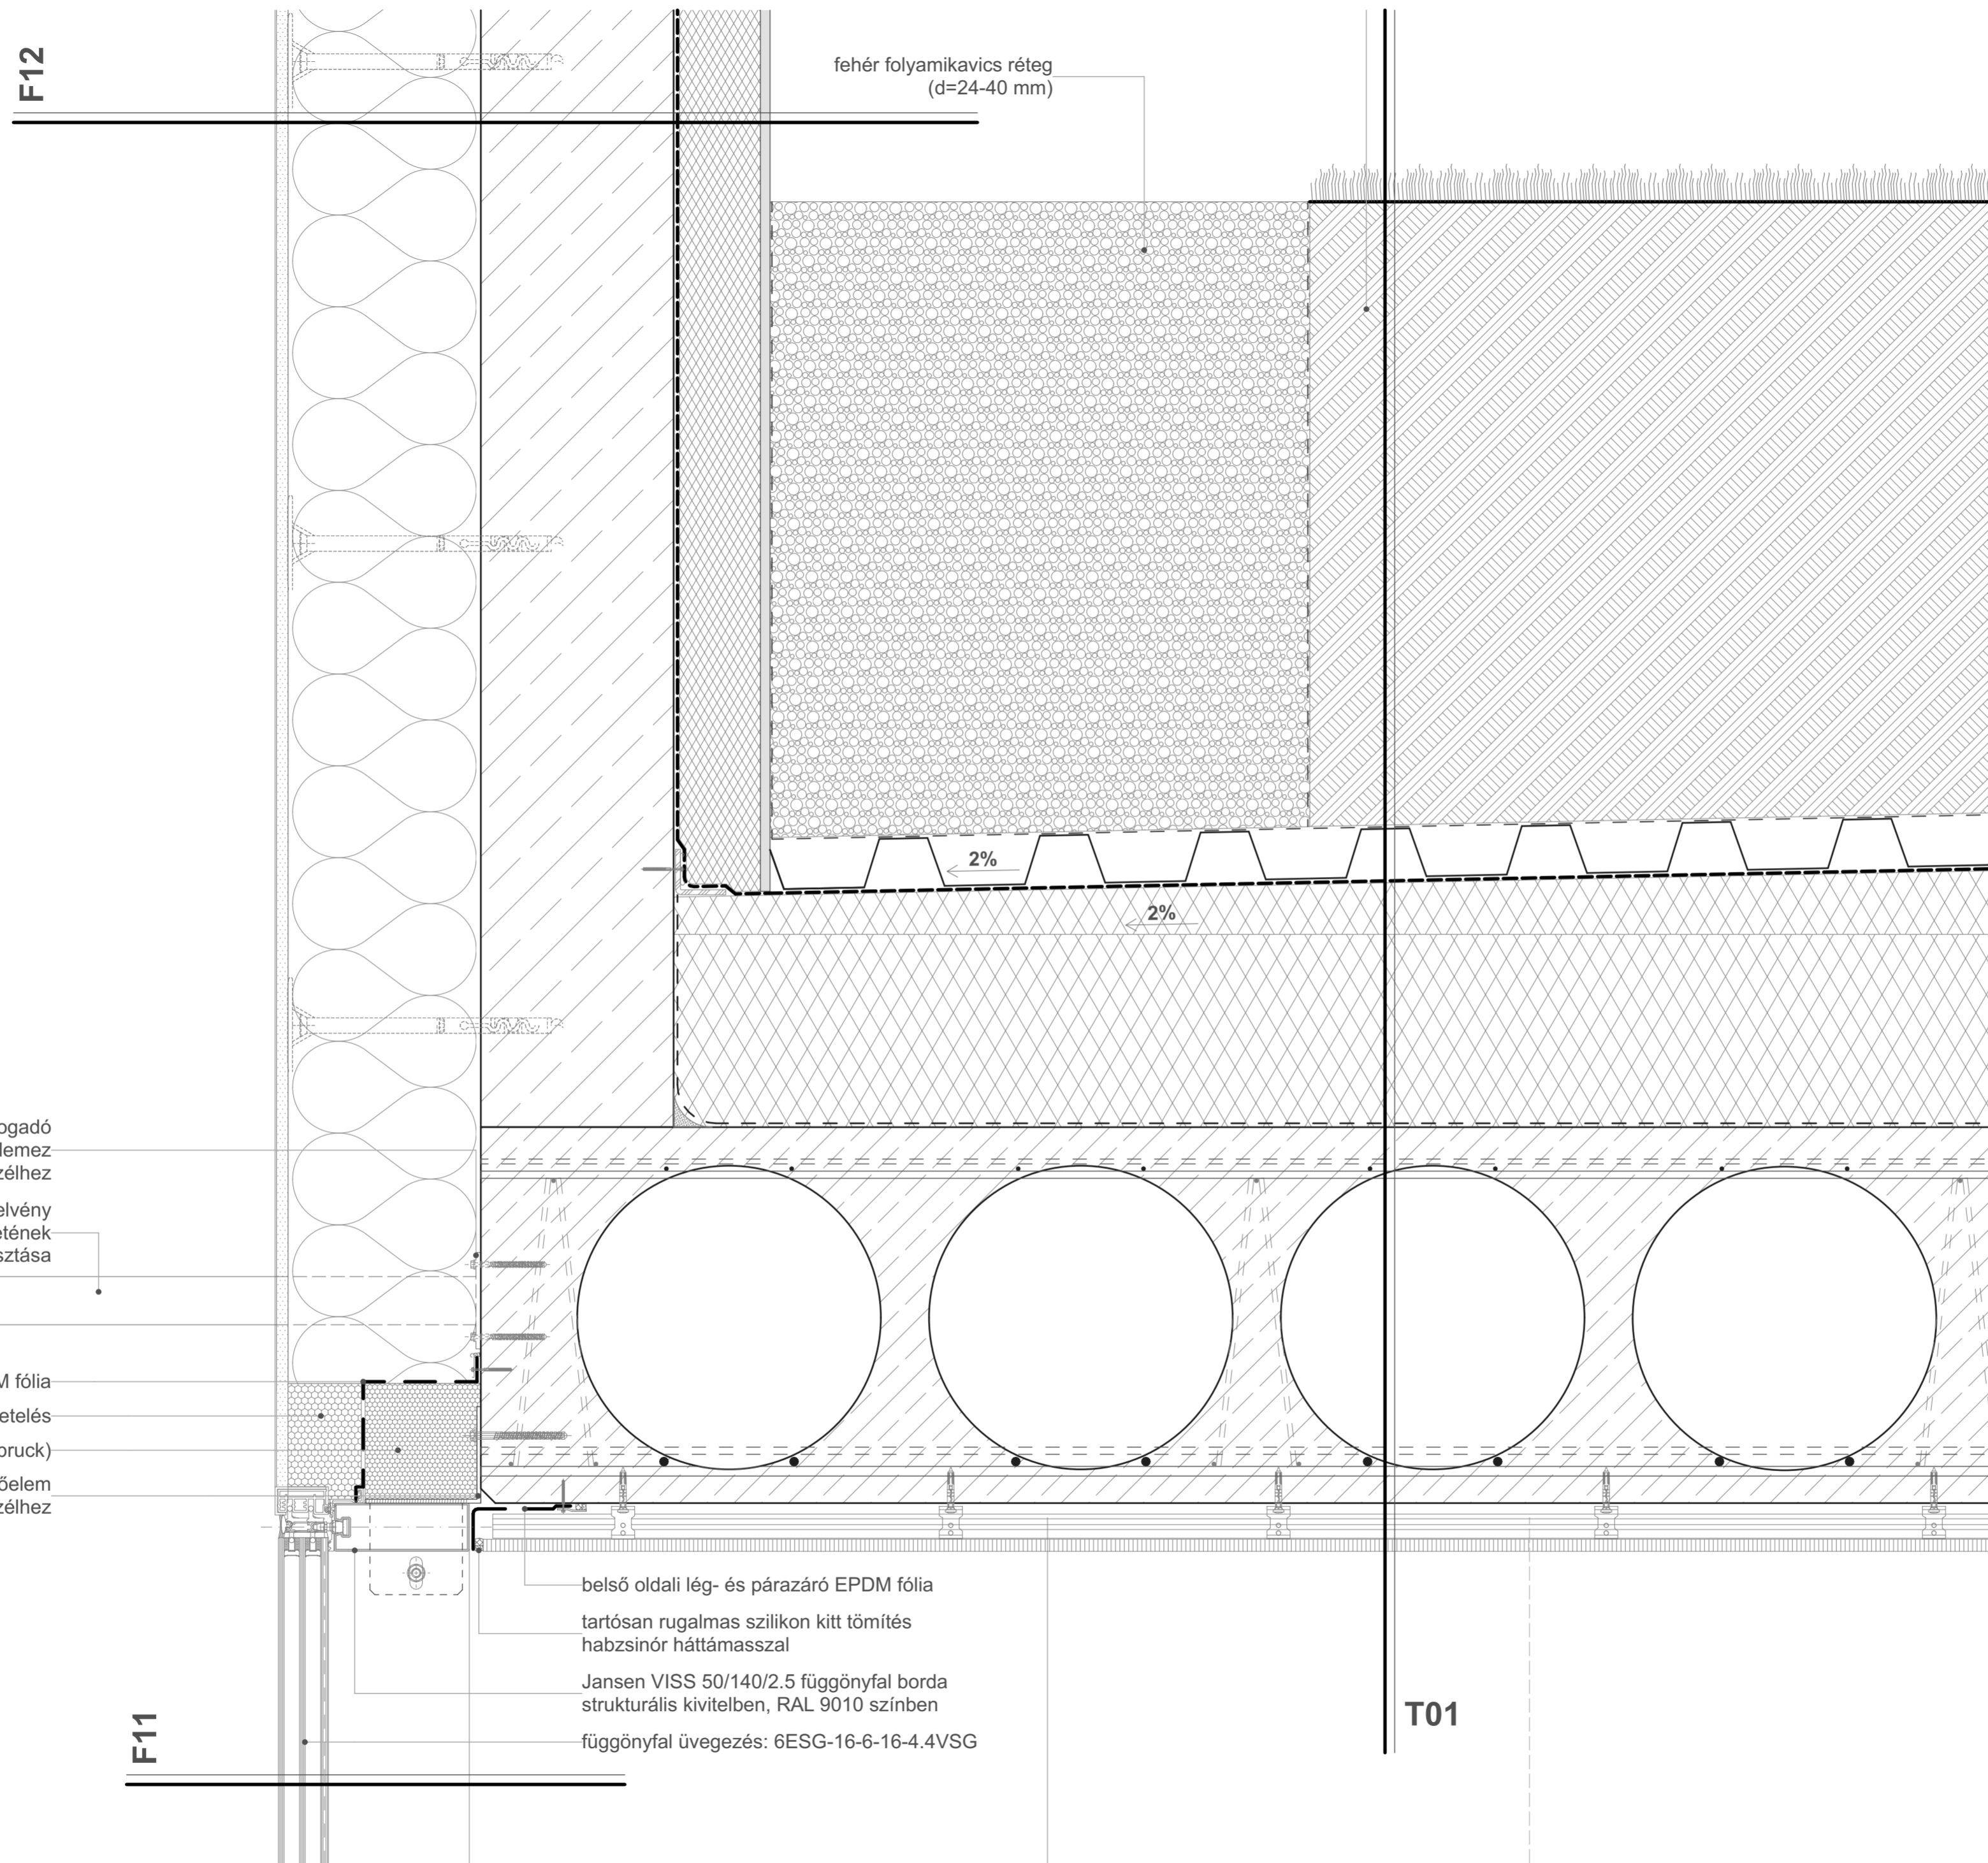 F12
fehér folyamikavics réteg
(d=24-40 mm)
2%
2%
ogadó
lemez
zélhez
elvény
etének
sztása
M fólia
etelés
bruck)
őelem
zélhez
belső oldali lég- és párazáró EPDM fólia
tartósan rugalmas szilikon kitt tömítés
habzsinór háttámasszal
Jansen VISS 50/140/2.5 függönyfal borda
strukturális kivitelben, RAL 9010 színben
függönyfal üvegezés: 6ESG-16-6-16-4.4VSG
F11
T01